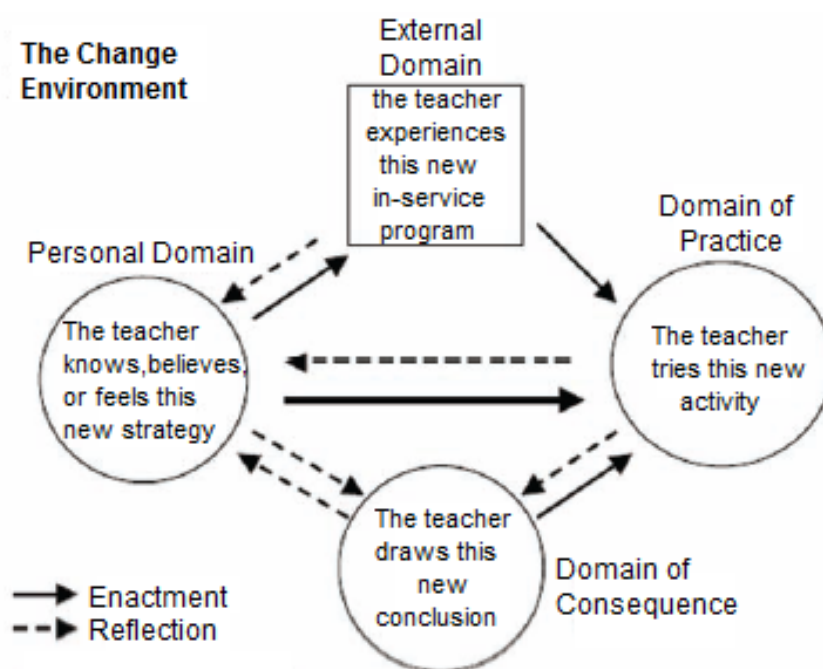 The Change
Environment
External
Domain
the teacher
experiences
this new
in-service
program
Domain of
Practice
The teacher
tries this new
activity
Personal Domain
The teacher
knows,believes,
or feels this
new strategy
The teacher
draws this
new
conclusion
Domain of
Consequence
Enactment
Reflection